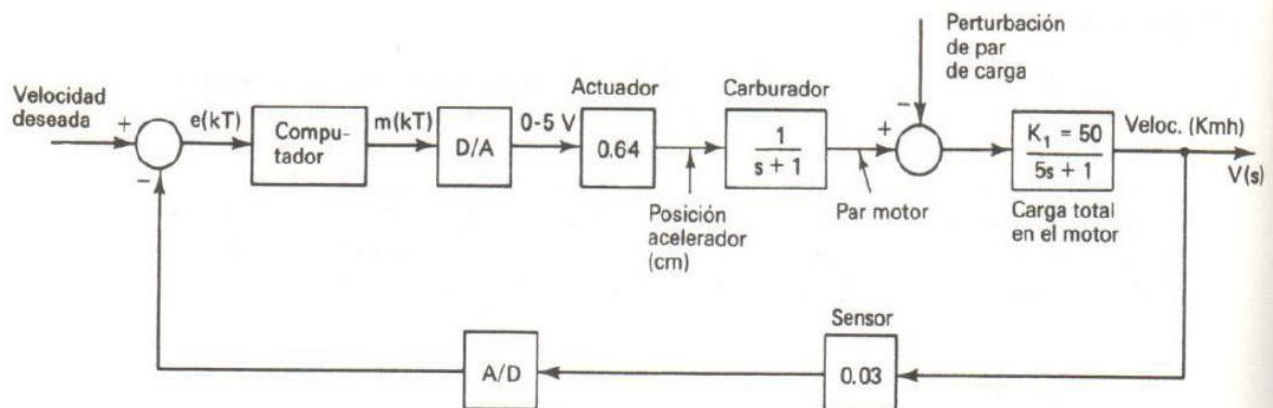 Perturbación
de par
de carga
Velocidad
deseada
+
-
e(kT)
Compu-
tador
m(kT)
D/A
0-5 V
Actuador
0.64
Posición
acelerador
(cm)
Carburador
1
s + 1
Par motor
+
-
K₁ = 50
5s + 1
Carga total
en el motor
Veloc. (Kmh)
V(s)
A/D
Sensor
0.03